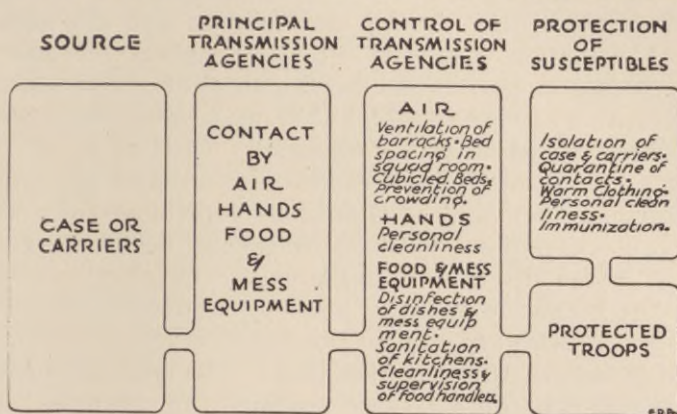 SOURCE
PRINCIPAL
TRANSMISSION
AGENCIES
CONTROL OF
TRANSMISSION
AGENCIES
PROTECTION
OF
SUSCEPTIBLES
CASE OR
CARRIERS
CONTACT
BY
AIR
HANDS
FOOD
&
MESS
EQUIPMENT
AIR
Ventilation of
barracks·Bed
spacing in
squad room·
Cubicled Beds·
Prevention of
crowding.
HANDS
Personal
cleanliness
FOOD & MESS
EQUIPMENT
Disinfection
of dishes &
mess equip
ment·
Sanitation
of kitchens·
Cleanliness &
supervision
of food handlers
Isolation of
case & carriers·
Quarantine of
contacts·
Warm Clothing·
Personal clean
liness·
Immunization.
PROTECTED
TROOPS